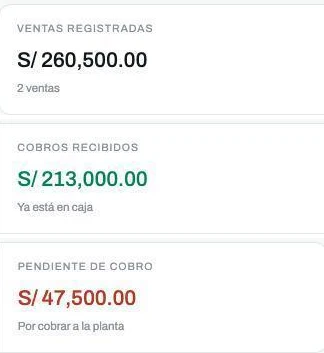 VENTAS REGISTRADAS
S/ 260,500.00
2 ventas
COBROS RECIBIDOS
S/ 213,000.00
Ya está en caja
PENDIENTE DE COBRO
S/ 47,500.00
Por cobrar a la planta